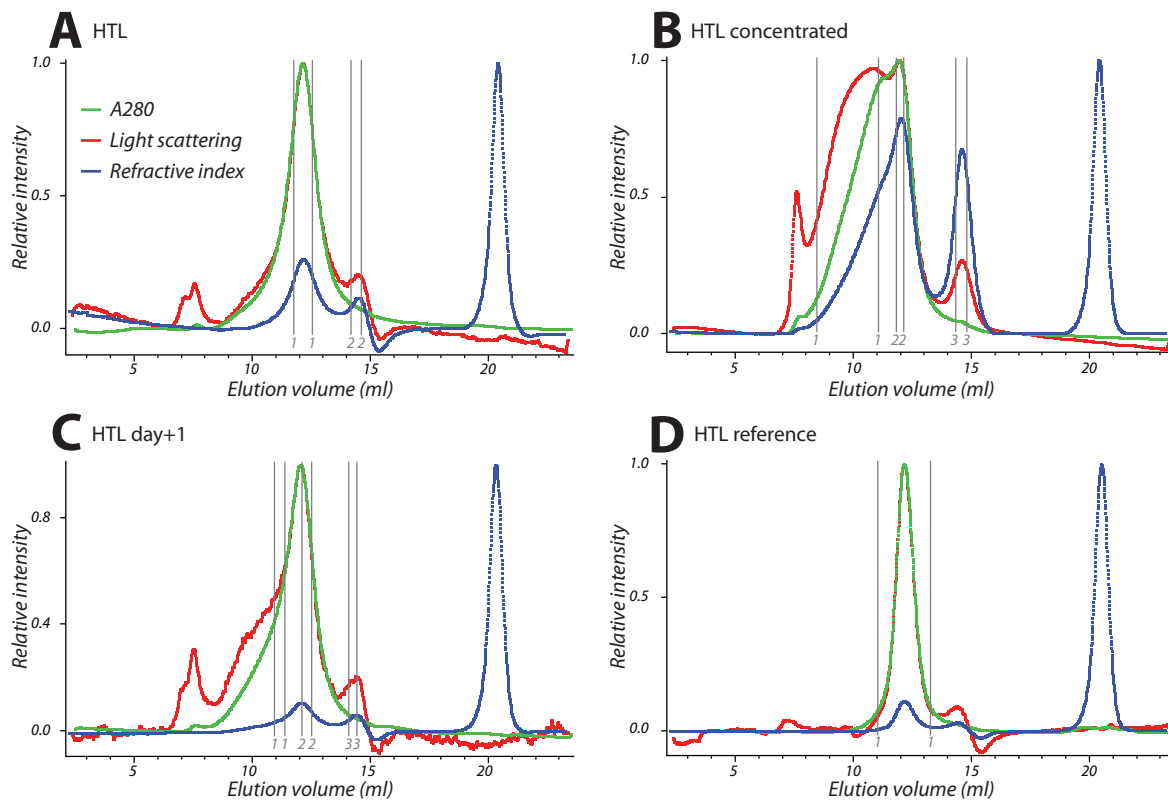 A HTL
1.0
0.5
0.0
A280
Light scattering
Refractive index
Relative intensity
1 1 2 2
5 10 15 20
Elution volume (ml)
B HTL concentrated
1.0
0.5
0.0
Relative intensity
1 1 2 2 3 3
5 10 15 20
Elution volume (ml)
C HTL day+1
0.8
0.4
0.0
Relative intensity
1 1 2 2 3 3
5 10 15 20
Elution volume (ml)
D HTL reference
1.0
0.5
0.0
Relative intensity
1 1
5 10 15 20
Elution volume (ml)